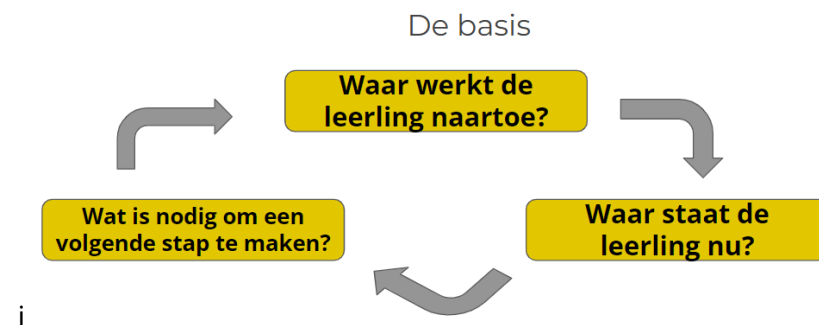 De basis
Waar werkt de
leerling naartoe?
Wat is nodig om een
volgende stap te maken?
Waar staat de
leerling nu?
i